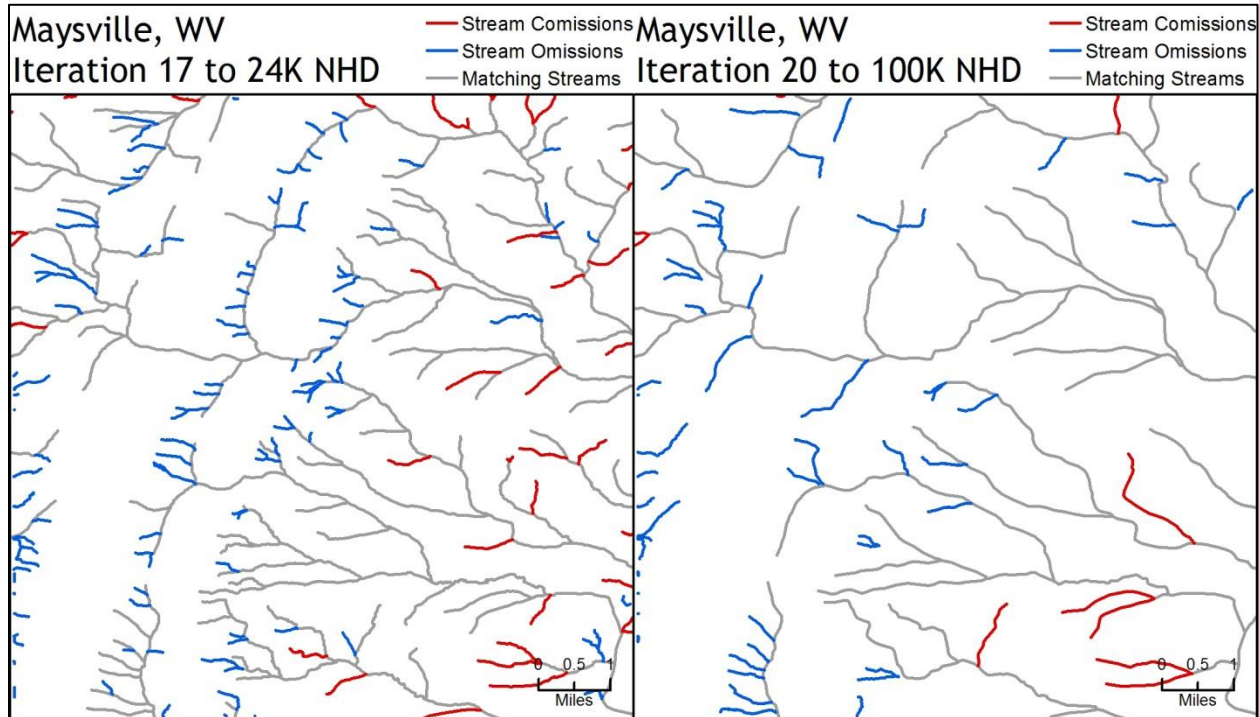 Maysville, WV
Iteration 17 to 24K NHD
Stream Comissions
Stream Omissions
Matching Streams
0 0.5 1
Miles
Maysville, WV
Iteration 20 to 100K NHD
Stream Comissions
Stream Omissions
Matching Streams
0 0.5 1
Miles